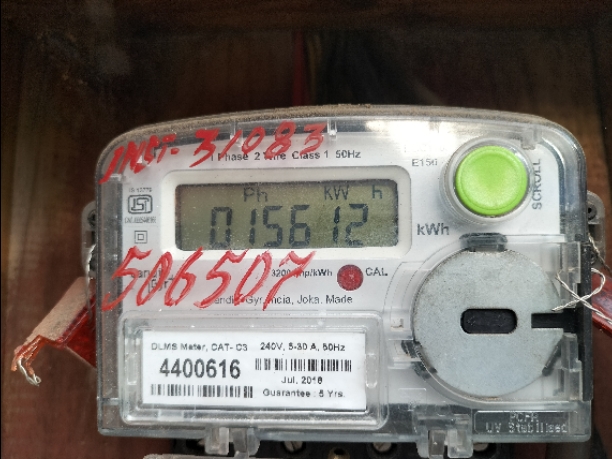 INCT- 31083
1 Phase 2 Wire Class 1 50Hz
E150
SCROLL
Ph KW h
015612
kWh
506507
3200 imp/kWh
CAL
Joka, Made
DLMS Meter, CAT- C3 240V, 5-30 A, 50Hz
4400616
Jul, 2018
Guarantee : 5 Yrs.
UV Stabilised